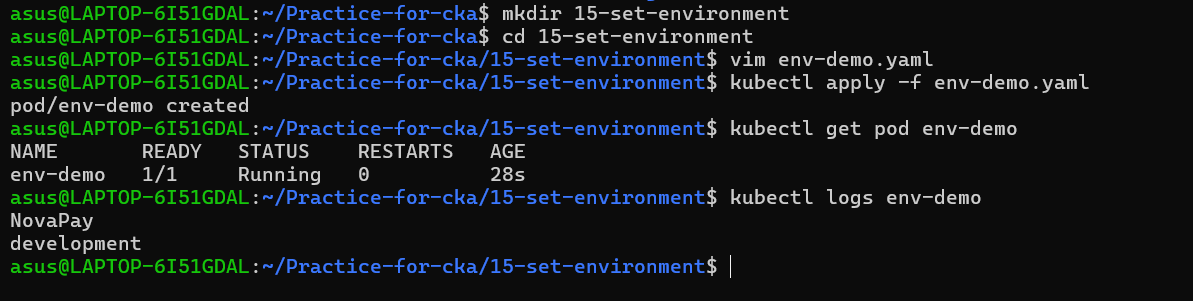 asus@LAPTOP-6I51GDAL:~/Practice-for-cka$ mkdir 15-set-environment
asus@LAPTOP-6I51GDAL:~/Practice-for-cka$ cd 15-set-environment
asus@LAPTOP-6I51GDAL:~/Practice-for-cka/15-set-environment$ vim env-demo.yaml
asus@LAPTOP-6I51GDAL:~/Practice-for-cka/15-set-environment$ kubectl apply -f env-demo.yaml
pod/env-demo created
asus@LAPTOP-6I51GDAL:~/Practice-for-cka/15-set-environment$ kubectl get pod env-demo
NAME       READY   STATUS    RESTARTS   AGE
env-demo   1/1     Running   0          28s
asus@LAPTOP-6I51GDAL:~/Practice-for-cka/15-set-environment$ kubectl logs env-demo
NovaPay
development
asus@LAPTOP-6I51GDAL:~/Practice-for-cka/15-set-environment$